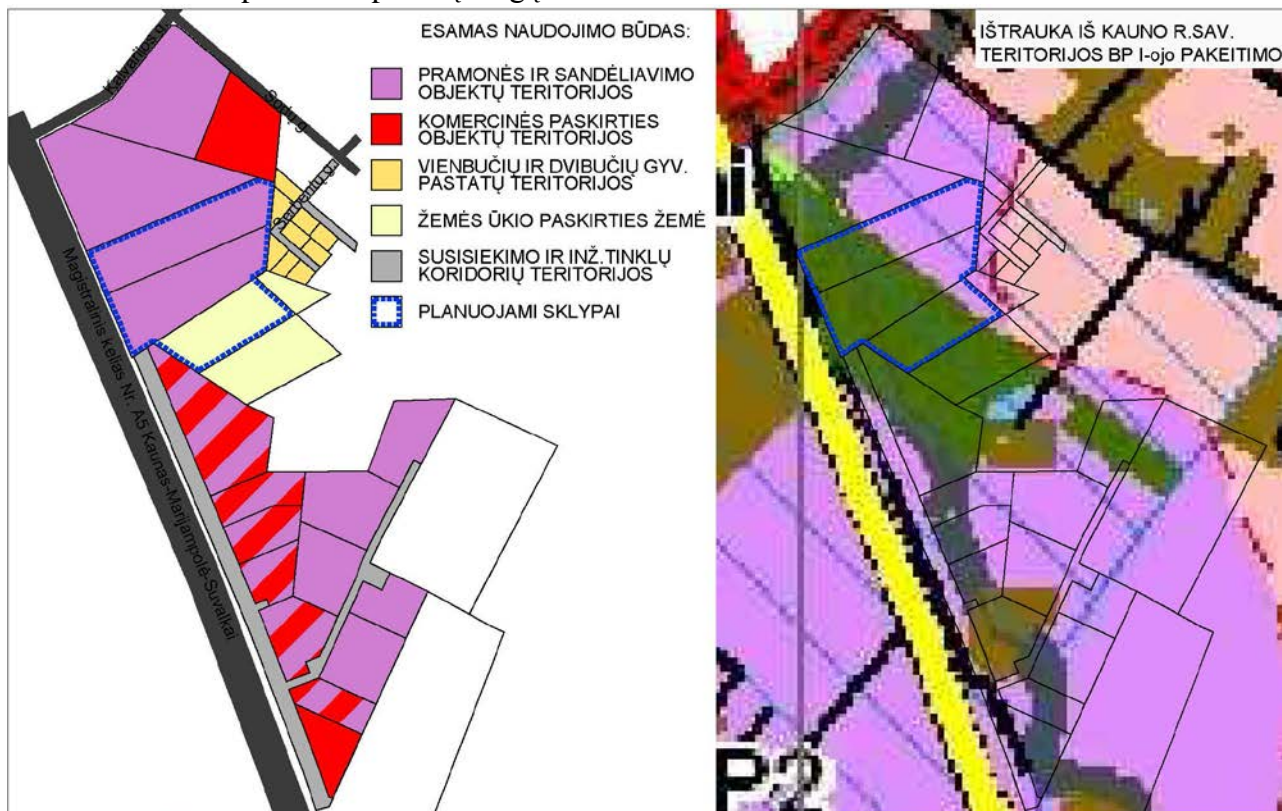 ESAMAS NAUDOJIMO BŪDAS:
PRAMONĖS IR SANDĖLIAVIMO
OBJEKTŲ TERITORIJOS
KOMERCINĖS PASKIRTIES
OBJEKTŲ TERITORIJOS
VIENBUČIŲ IR DVIBUČIŲ GYV.
PASTATŲ TERITORIJOS
ŽEMĖS ŪKIO PASKIRTIES ŽEMĖ
SUSISIEKIMO IR INŽ.TINKLŲ
KORIDORIŲ TERITORIJOS
PLANUOJAMI SKLYPAI
Kalvarijos g.
Sodų g.
Magistralinis kelias Nr. A5 Kaunas-Marijampolė-Suvalkai
IŠTRAUKA IŠ KAUNO R.SAV.
TERITORIJOS BP I-ojo PAKEITIMO